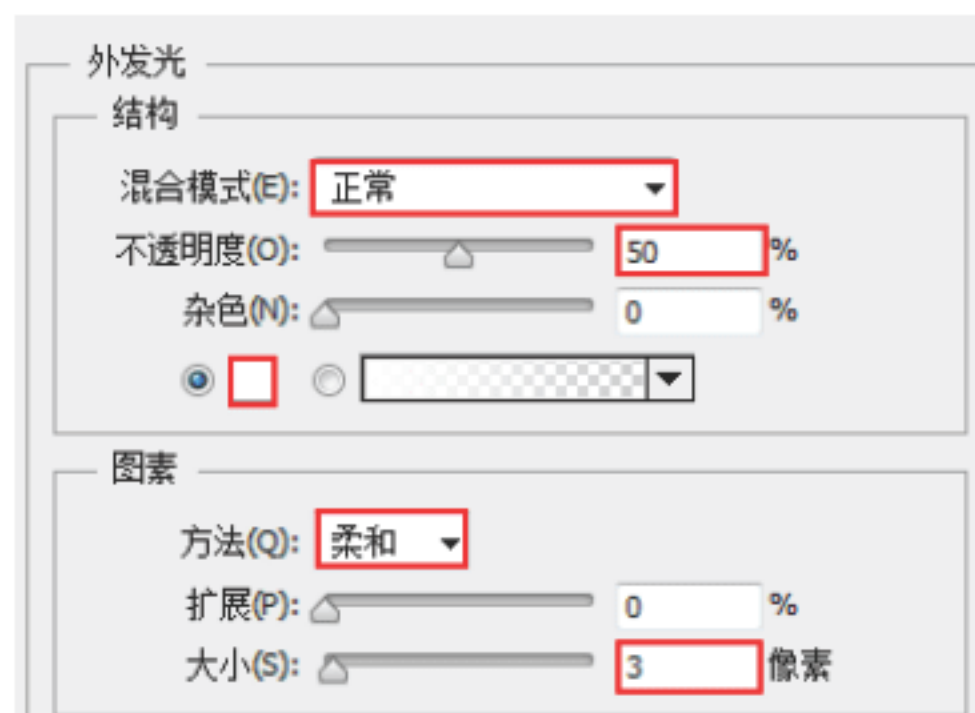 外发光
结构
混合模式(E): 正常
不透明度(O): 50 %
杂色(N): 0 %
图素
方法(Q): 柔和
扩展(P): 0 %
大小(S): 3 像素